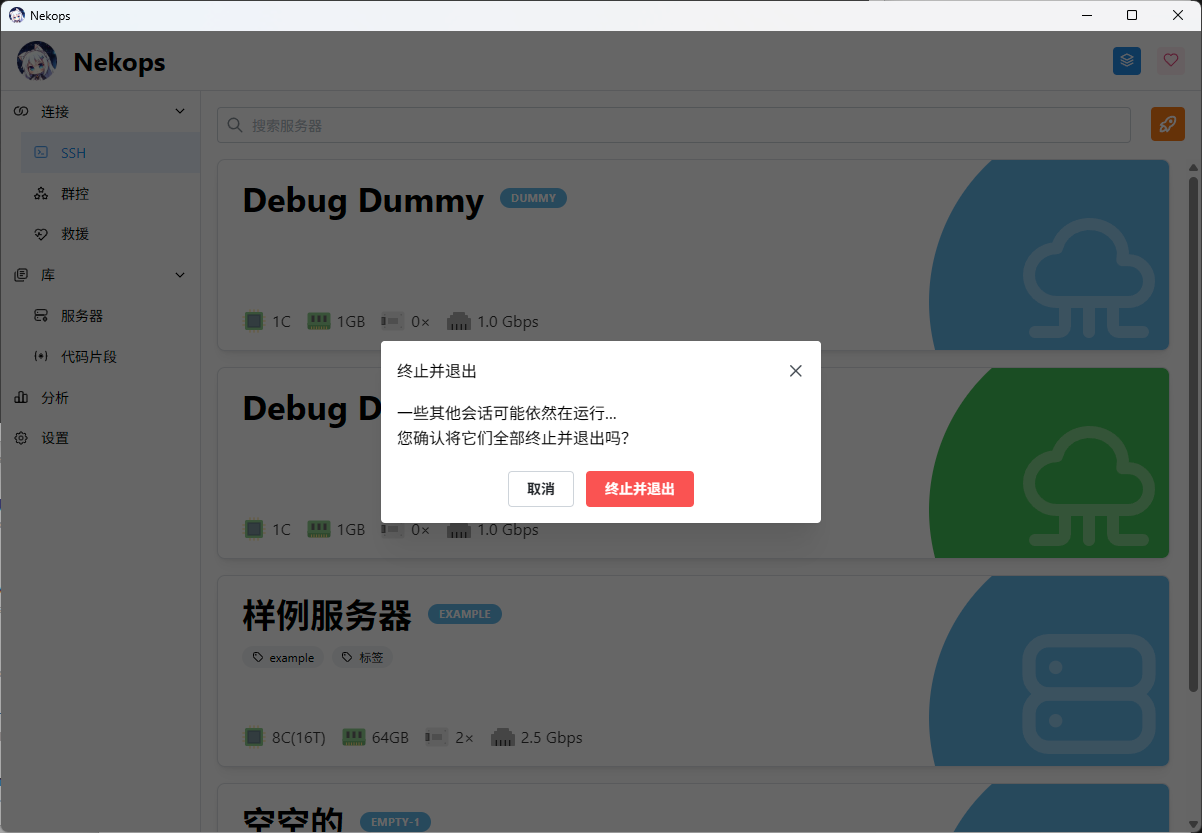 Nekops
Nekops
连接
SSH
群控
救援
库
服务器
代码片段
分析
设置
搜索服务器
Debug Dummy DUMMY
1C 1GB 0× 1.0 Gbps
Debug D
1C 1GB 0× 1.0 Gbps
终止并退出
一些其他会话可能依然在运行...
您确认将它们全部终止并退出吗?
取消 终止并退出
样例服务器 EXAMPLE
example 标签
8C(16T) 64GB 2× 2.5 Gbps
空空的 EMPTY-1